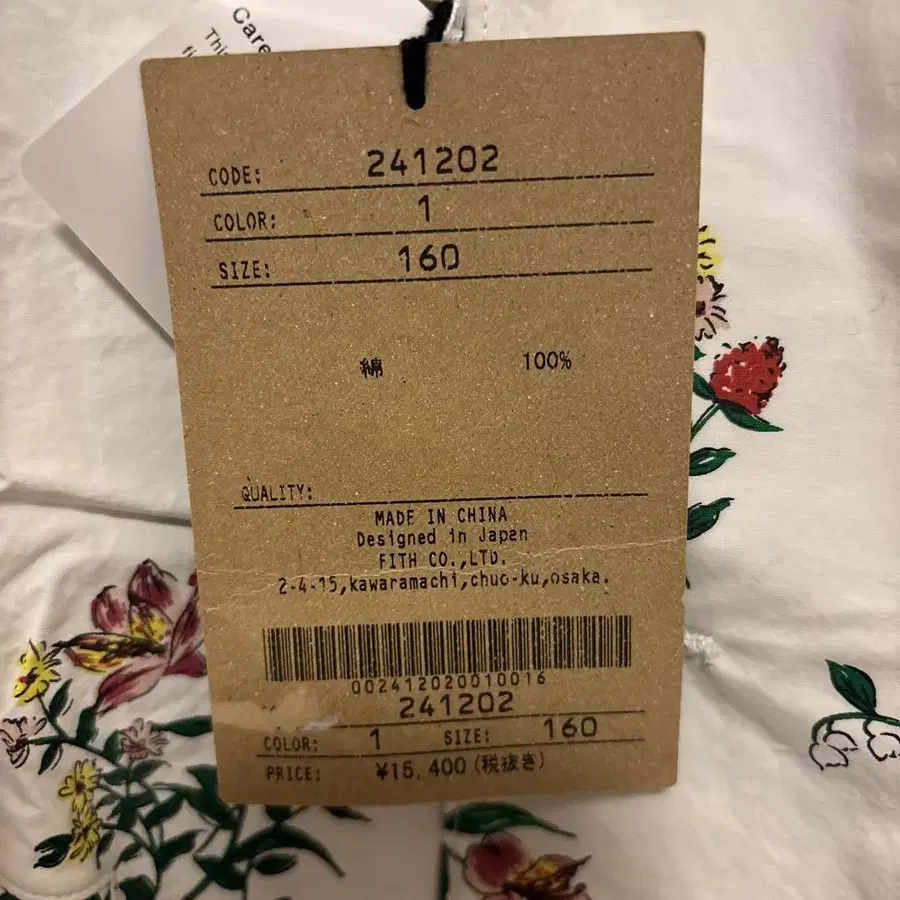 Care
CODE: 241202
COLOR: 1
SIZE: 160
綿 100%
QUALITY:
MADE IN CHINA
Designed in Japan
FITH CO.,LTD.
2-4-15,kawaramachi,chuo-ku,osaka.
002412020010016
241202
COLOR: 1 SIZE: 160
PRICE: ¥15,400(税抜き)